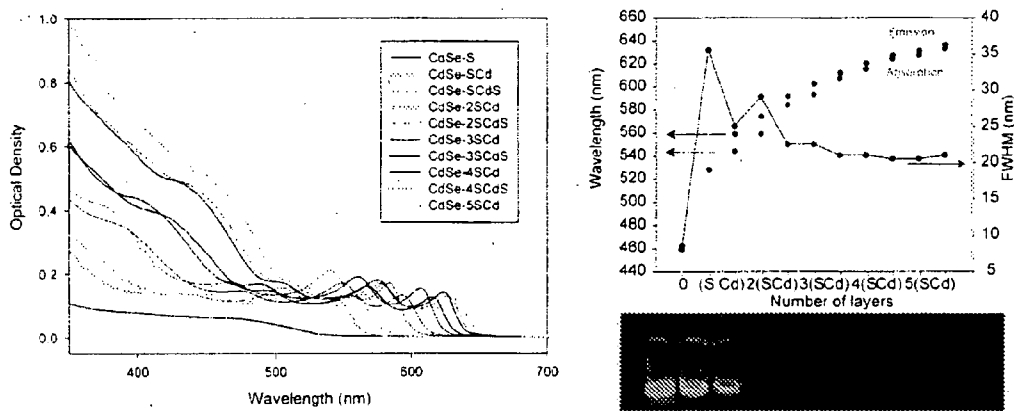 1.0
0.8
0.6
0.4
0.2
0.0
Optical Density
400 500 600 700
Wavelength (nm)
CdSe-S
CdSe-SCd
CdSe-SCdS
CdSe-2SCd
CdSe-2SCdS
CdSe-3SCd
CdSe-3SCdS
CdSe-4SCd
CdSe-4SCdS
CdSe-5SCd
660
640
620
600
580
560
540
520
500
480
460
440
Wavelength (nm)
Emission
Absorption
40
35
30
25
20
15
10
5
FWHM (nm)
0 (S Cd) 2(SCd) 3(SCd) 4(SCd) 5(SCd)
Number of layers